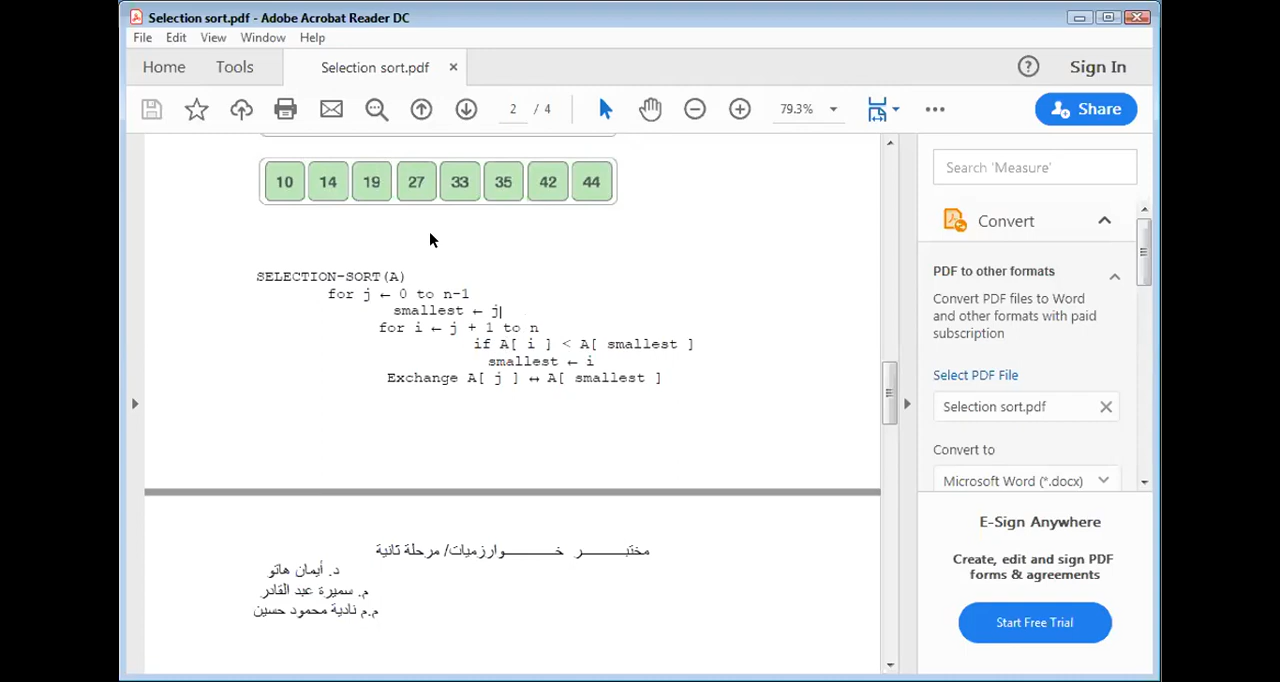 Selection sort.pdf - Adobe Acrobat Reader DC
File Edit View Window Help
Home Tools Selection sort.pdf × ? Sign In
2 / 4 79.3% Share
10 14 19 27 33 35 42 44
SELECTION-SORT(A)
for j ← 0 to n-1
smallest ← j
for i ← j + 1 to n
if A[ i ] < A[ smallest ]
smallest ← i
Exchange A[ j ] ↔ A[ smallest ]
مختبـــــــــر خـــــــــوارزميات/ مرحلة ثانية
د. أيمان هاتو
م. سميرة عبد القادر
م.م نادية محمود حسين
Search 'Measure'
Convert
PDF to other formats
Convert PDF files to Word
and other formats with paid
subscription
Select PDF File
Selection sort.pdf
Convert to
Microsoft Word (*.docx)
E-Sign Anywhere
Create, edit and sign PDF
forms & agreements
Start Free Trial